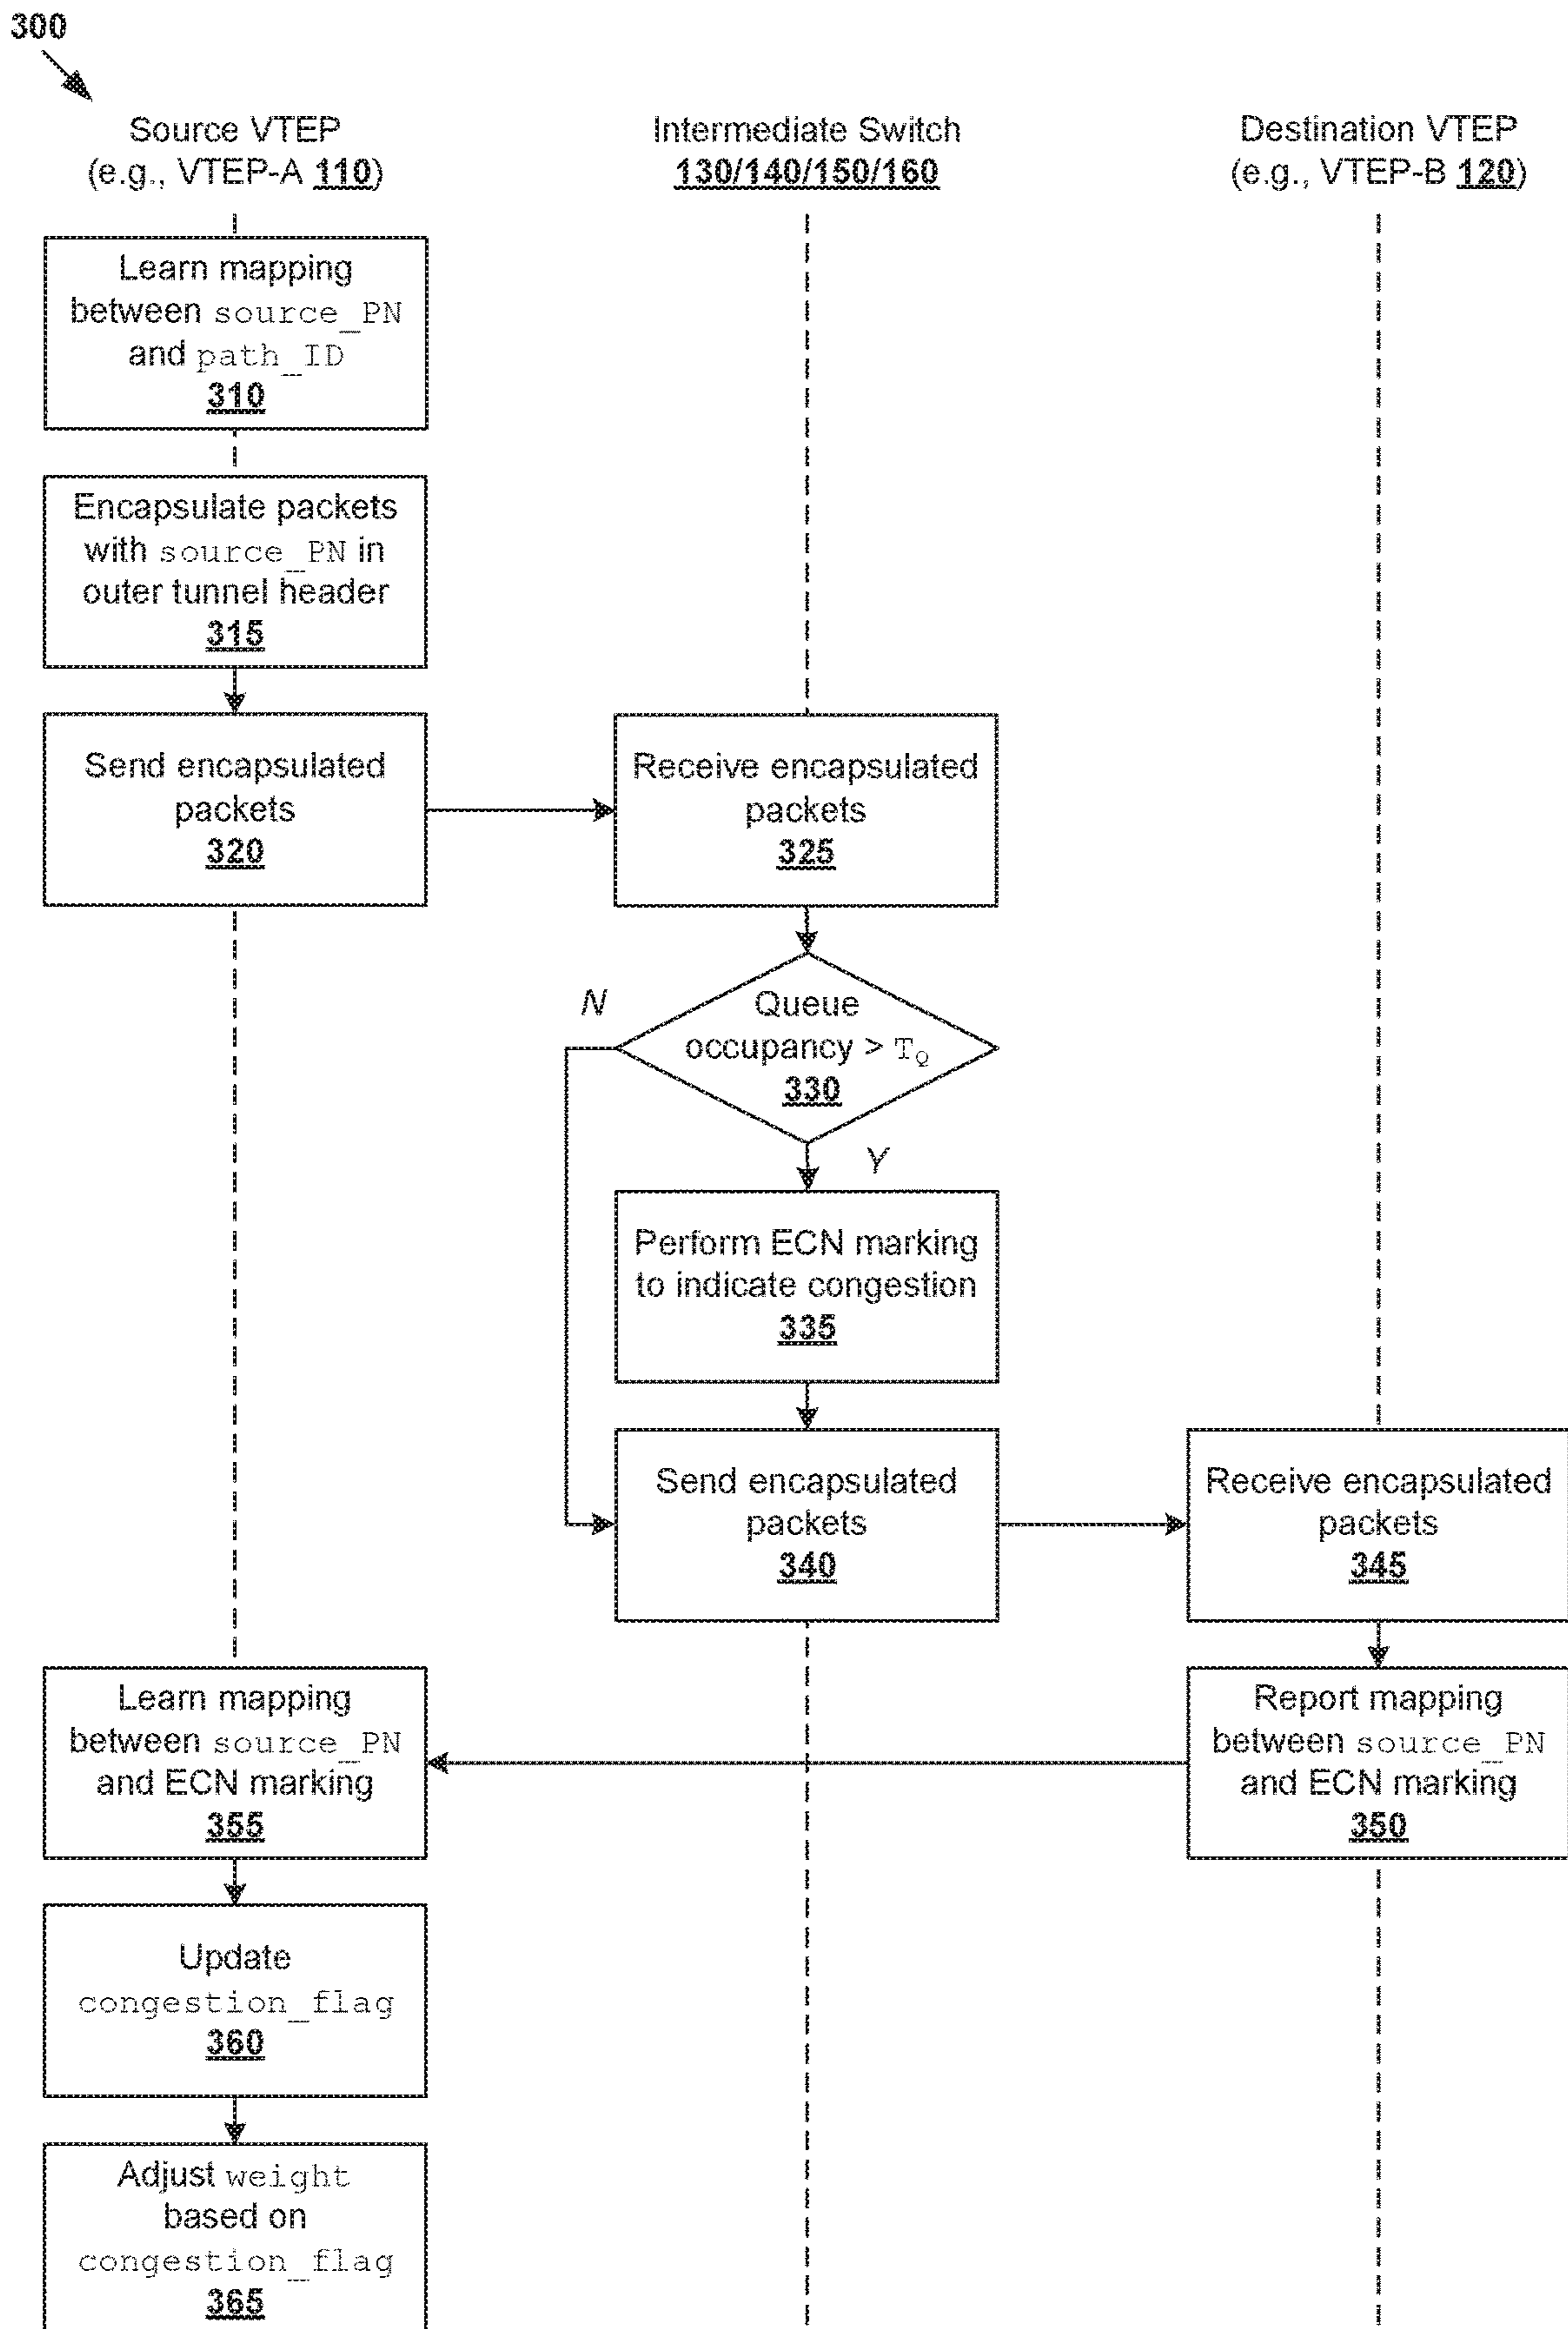 300
Source VTEP
(e.g., VTEP-A 110)
Intermediate Switch
130/140/150/160
Destination VTEP
(e.g., VTEP-B 120)
Learn mapping
between source_PN
and path_ID
310
Encapsulate packets
with source_PN in
outer tunnel header
315
Send encapsulated
packets
320
Receive encapsulated
packets
325
N
Queue
occupancy > T_Q
330
Y
Perform ECN marking
to indicate congestion
335
Send encapsulated
packets
340
Receive encapsulated
packets
345
Learn mapping
between source_PN
and ECN marking
355
Report mapping
between source_PN
and ECN marking
350
Update
congestion_flag
360
Adjust weight
based on
congestion_flag
365